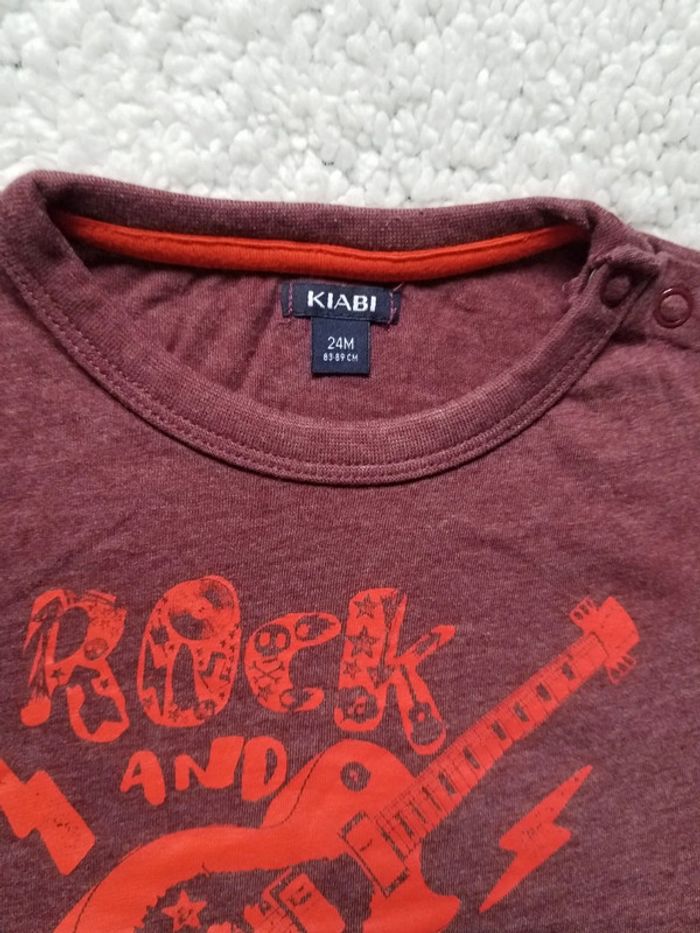 KIABI
24M
83-89 CM
ROCK
AND